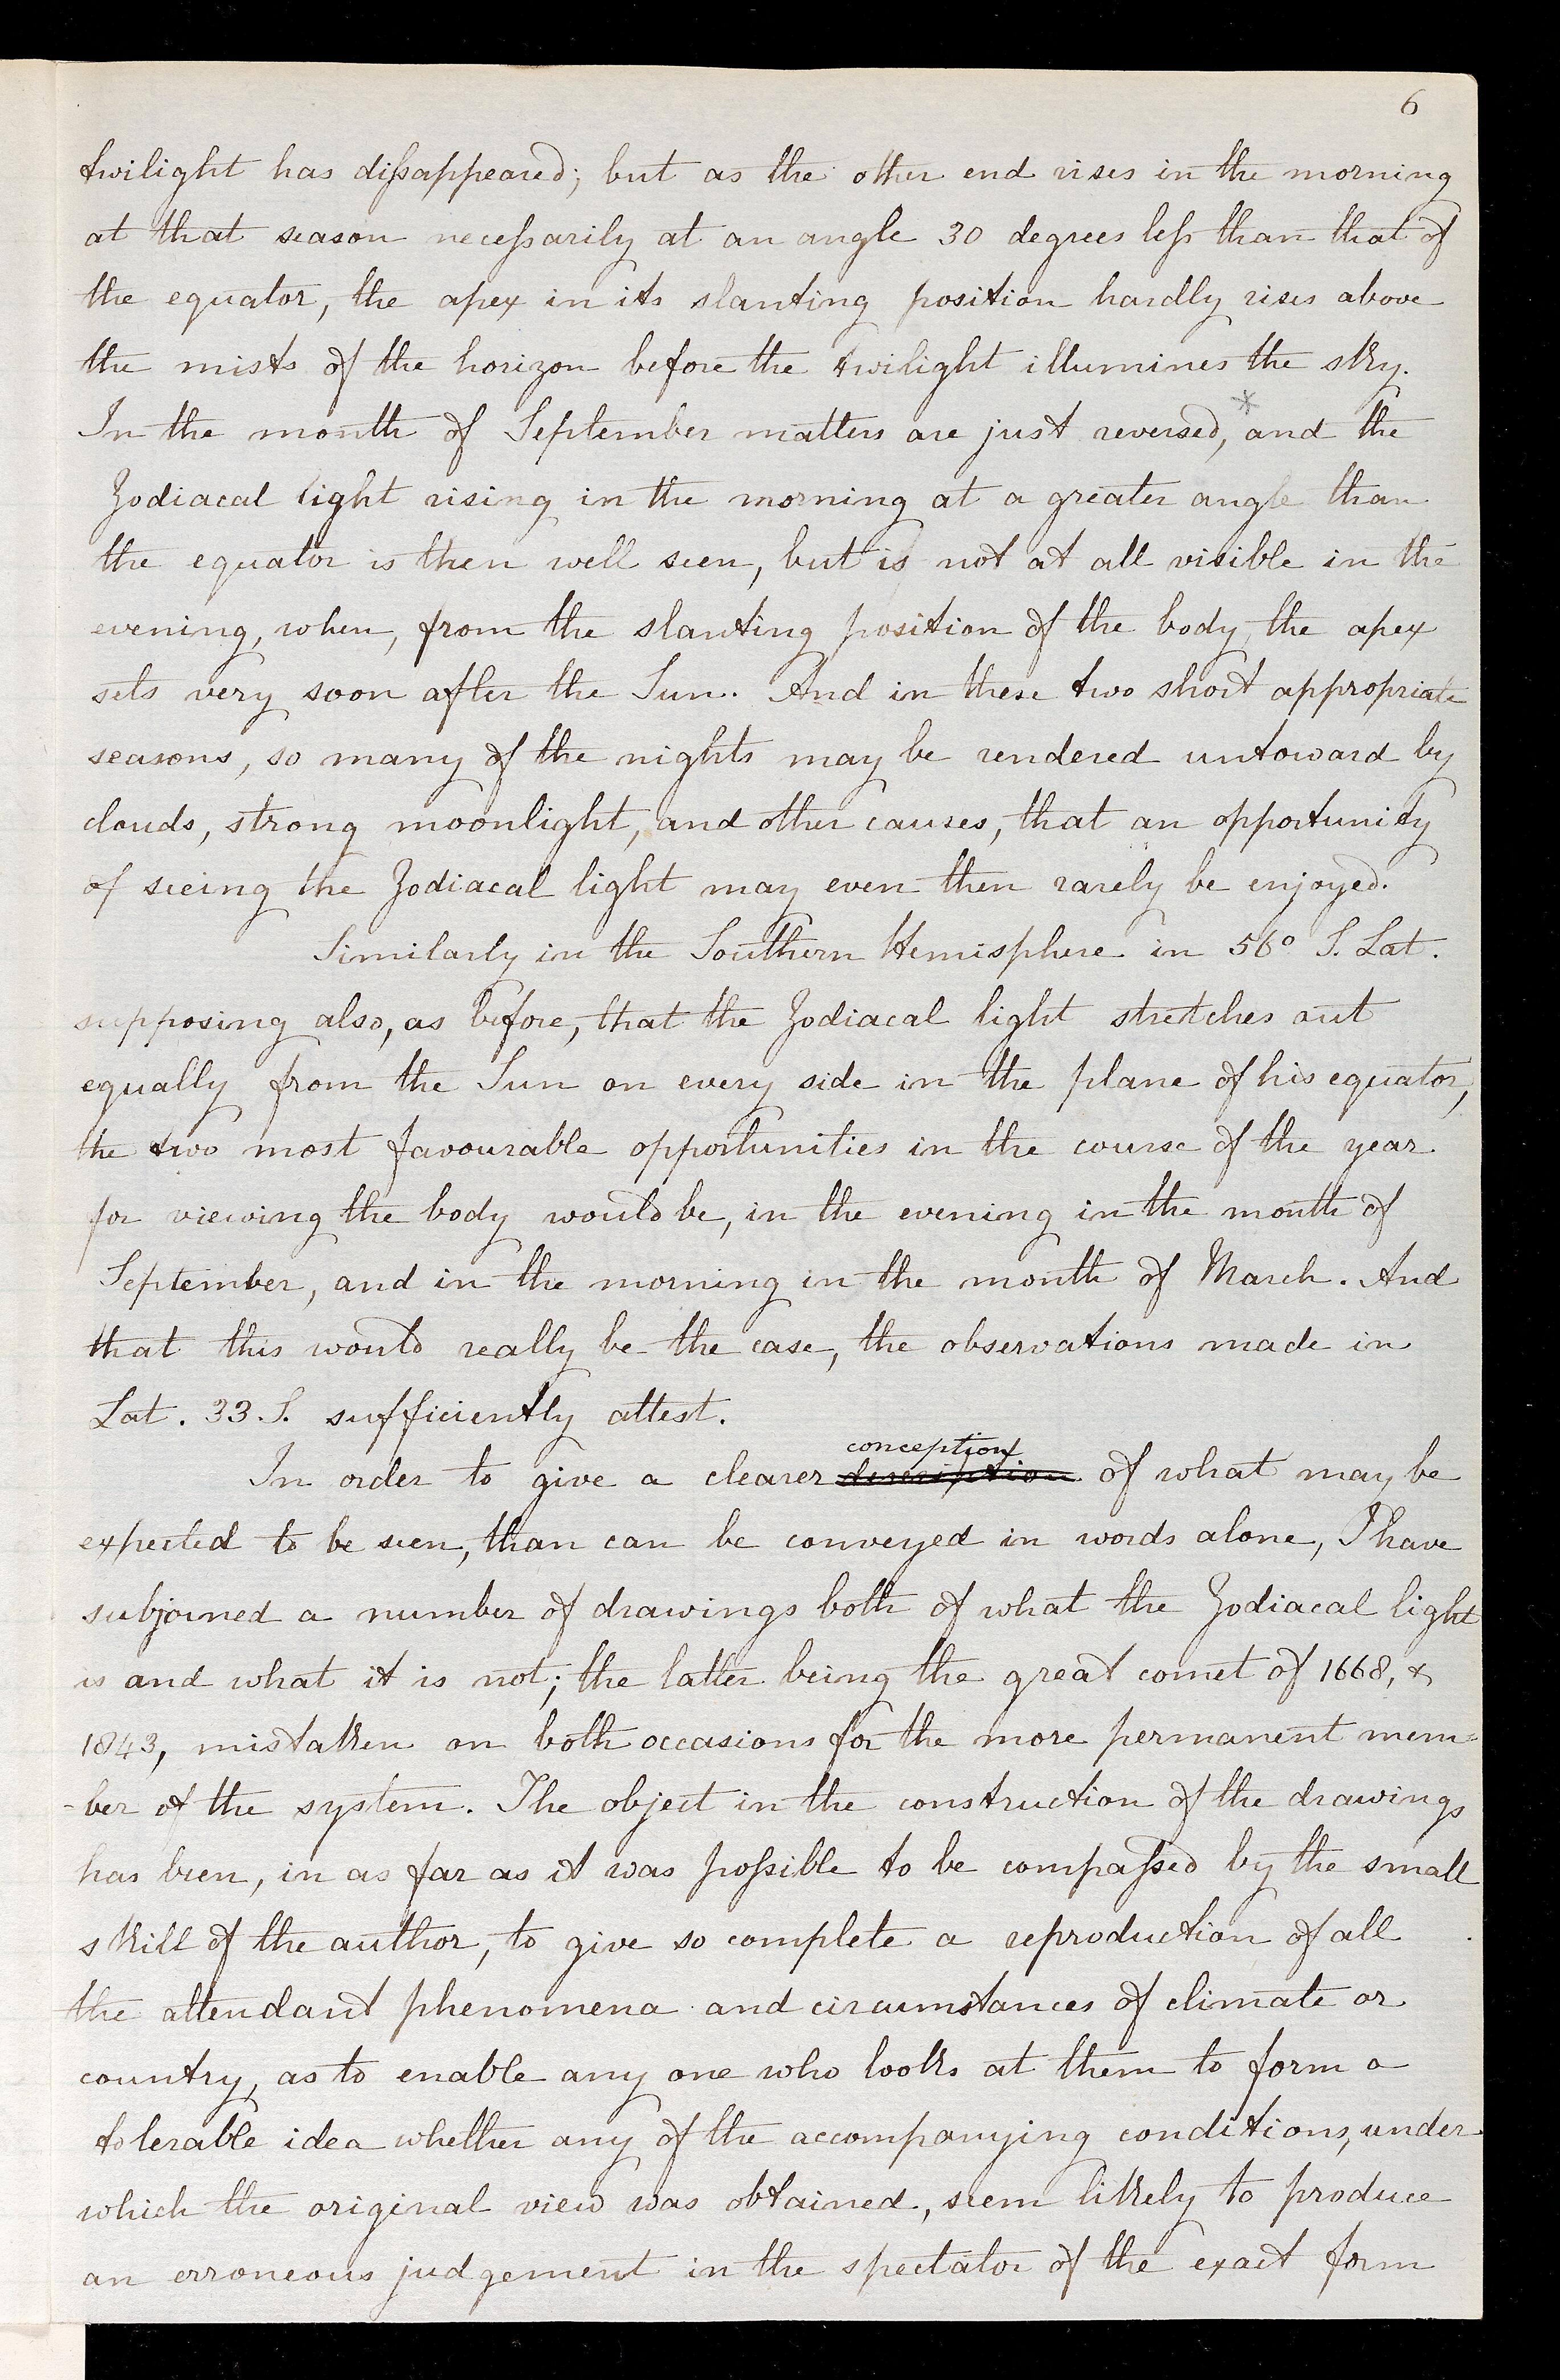 6
twilight has diſsappeared; but as the other end rises in the morning
at that season neceſsarily at an angle 30 degrees leſs than that of
the equator, the apex in its slanting position hardly rises above
the mists of the horizon before the twilight illumines the sky.
In the month of September matters are just reversed,* and the
Zodiacal light rising in the morning at a greater angle than
the equator is then well seen, but is not at all visible in the
evening, when, from the slanting position of the body, the apex
sets very soon after the Sun. And in these two short appropriate
seasons, so many of the nights may be rendered untoward by
clouds, strong moonlight, and other causes, that an opportunity
of seeing the Zodiacal light may even then rarely be enjoyed.
Similarly in the Southern Hemisphere in 56° S. Lat.
supposing also, as before, that the Zodiacal light stretches out
equally from the Sun on every side in the plane of his equator,
the two most favourable opportunities in the course of the year
for viewing the body would be, in the evening in the month of
September, and in the morning in the month of March. And
that this would really be the case, the observations made in
Lat. 33. S. sufficiently attest.
conception
In order to give a clearer description of what may be
expected to be seen, than can be conveyed in words alone, I have
subjoined a number of drawings both of what the Zodiacal light
is and what it is not; the latter being the great comet of 1668, &
1843, mistaken on both occasions for the more permanent mem=
-ber of the system. The object in the construction of the drawings
has been, in as far as it was poſsible to be compaſsed by the small
skill of the author, to give so complete a reproduction of all
the attendant phenomena and circumstances of climate or
country, as to enable any one who looks at them to form a
tolerable idea whether any of the accompanying conditions, under
which the original view was obtained, seem likely to produce
an erroneous judgement in the spectator of the exact form